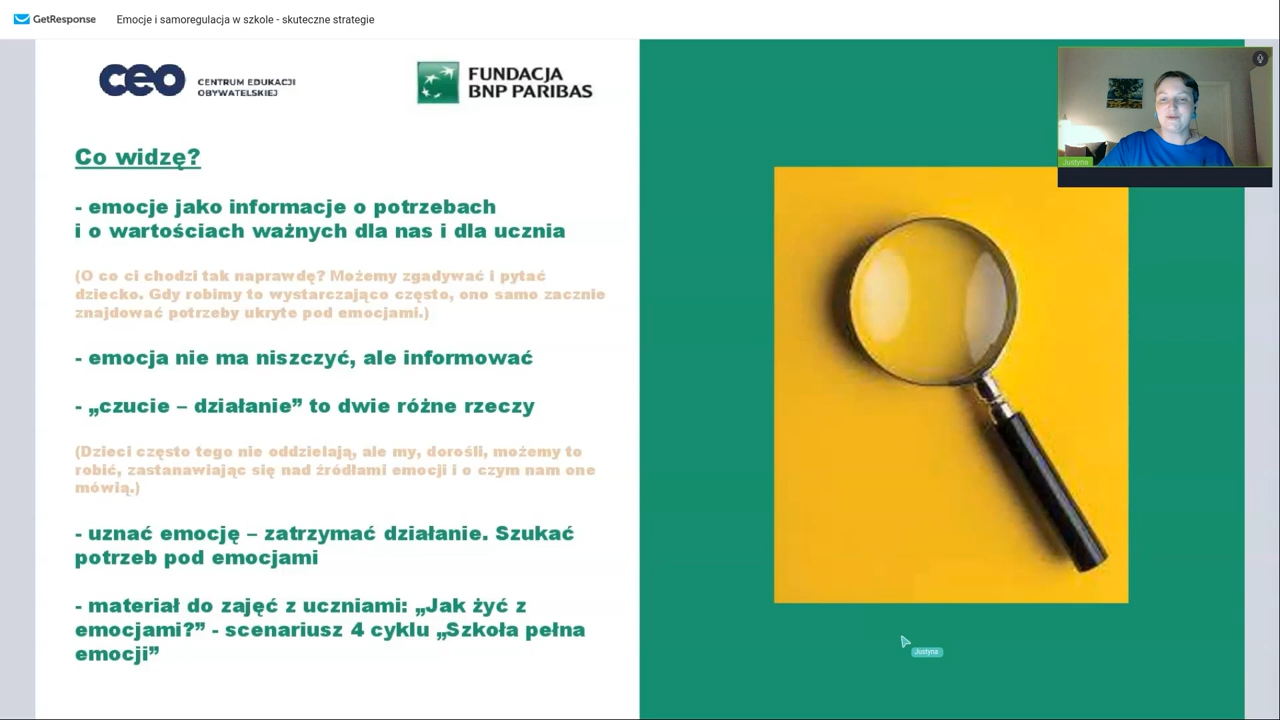 GetResponse
Emocje i samoregulacja w szkole - skuteczne strategie
ceo
CENTRUM EDUKACJI
OBYWATELSKIEJ
FUNDACJA
BNP PARIBAS
Co widzę?
- emocje jako informacje o potrzebach
i o wartościach ważnych dla nas i dla ucznia
(O co ci chodzi tak naprawdę? Możemy zgadywać i pytać
dziecko. Gdy robimy to wystarczająco często, ono samo zacznie
znajdować potrzeby ukryte pod emocjami.)
- emocja nie ma niszczyć, ale informować
- „czucie – działanie” to dwie różne rzeczy
(Dzieci często tego nie oddzielają, ale my, dorośli, możemy to
robić, zastanawiając się nad źródłami emocji i o czym nam one
mówią.)
- uznać emocję – zatrzymać działanie. Szukać
potrzeb pod emocjami
- materiał do zajęć z uczniami: „Jak żyć z
emocjami?” - scenariusz 4 cyklu „Szkoła pełna
emocji”
Justyna
Justyna